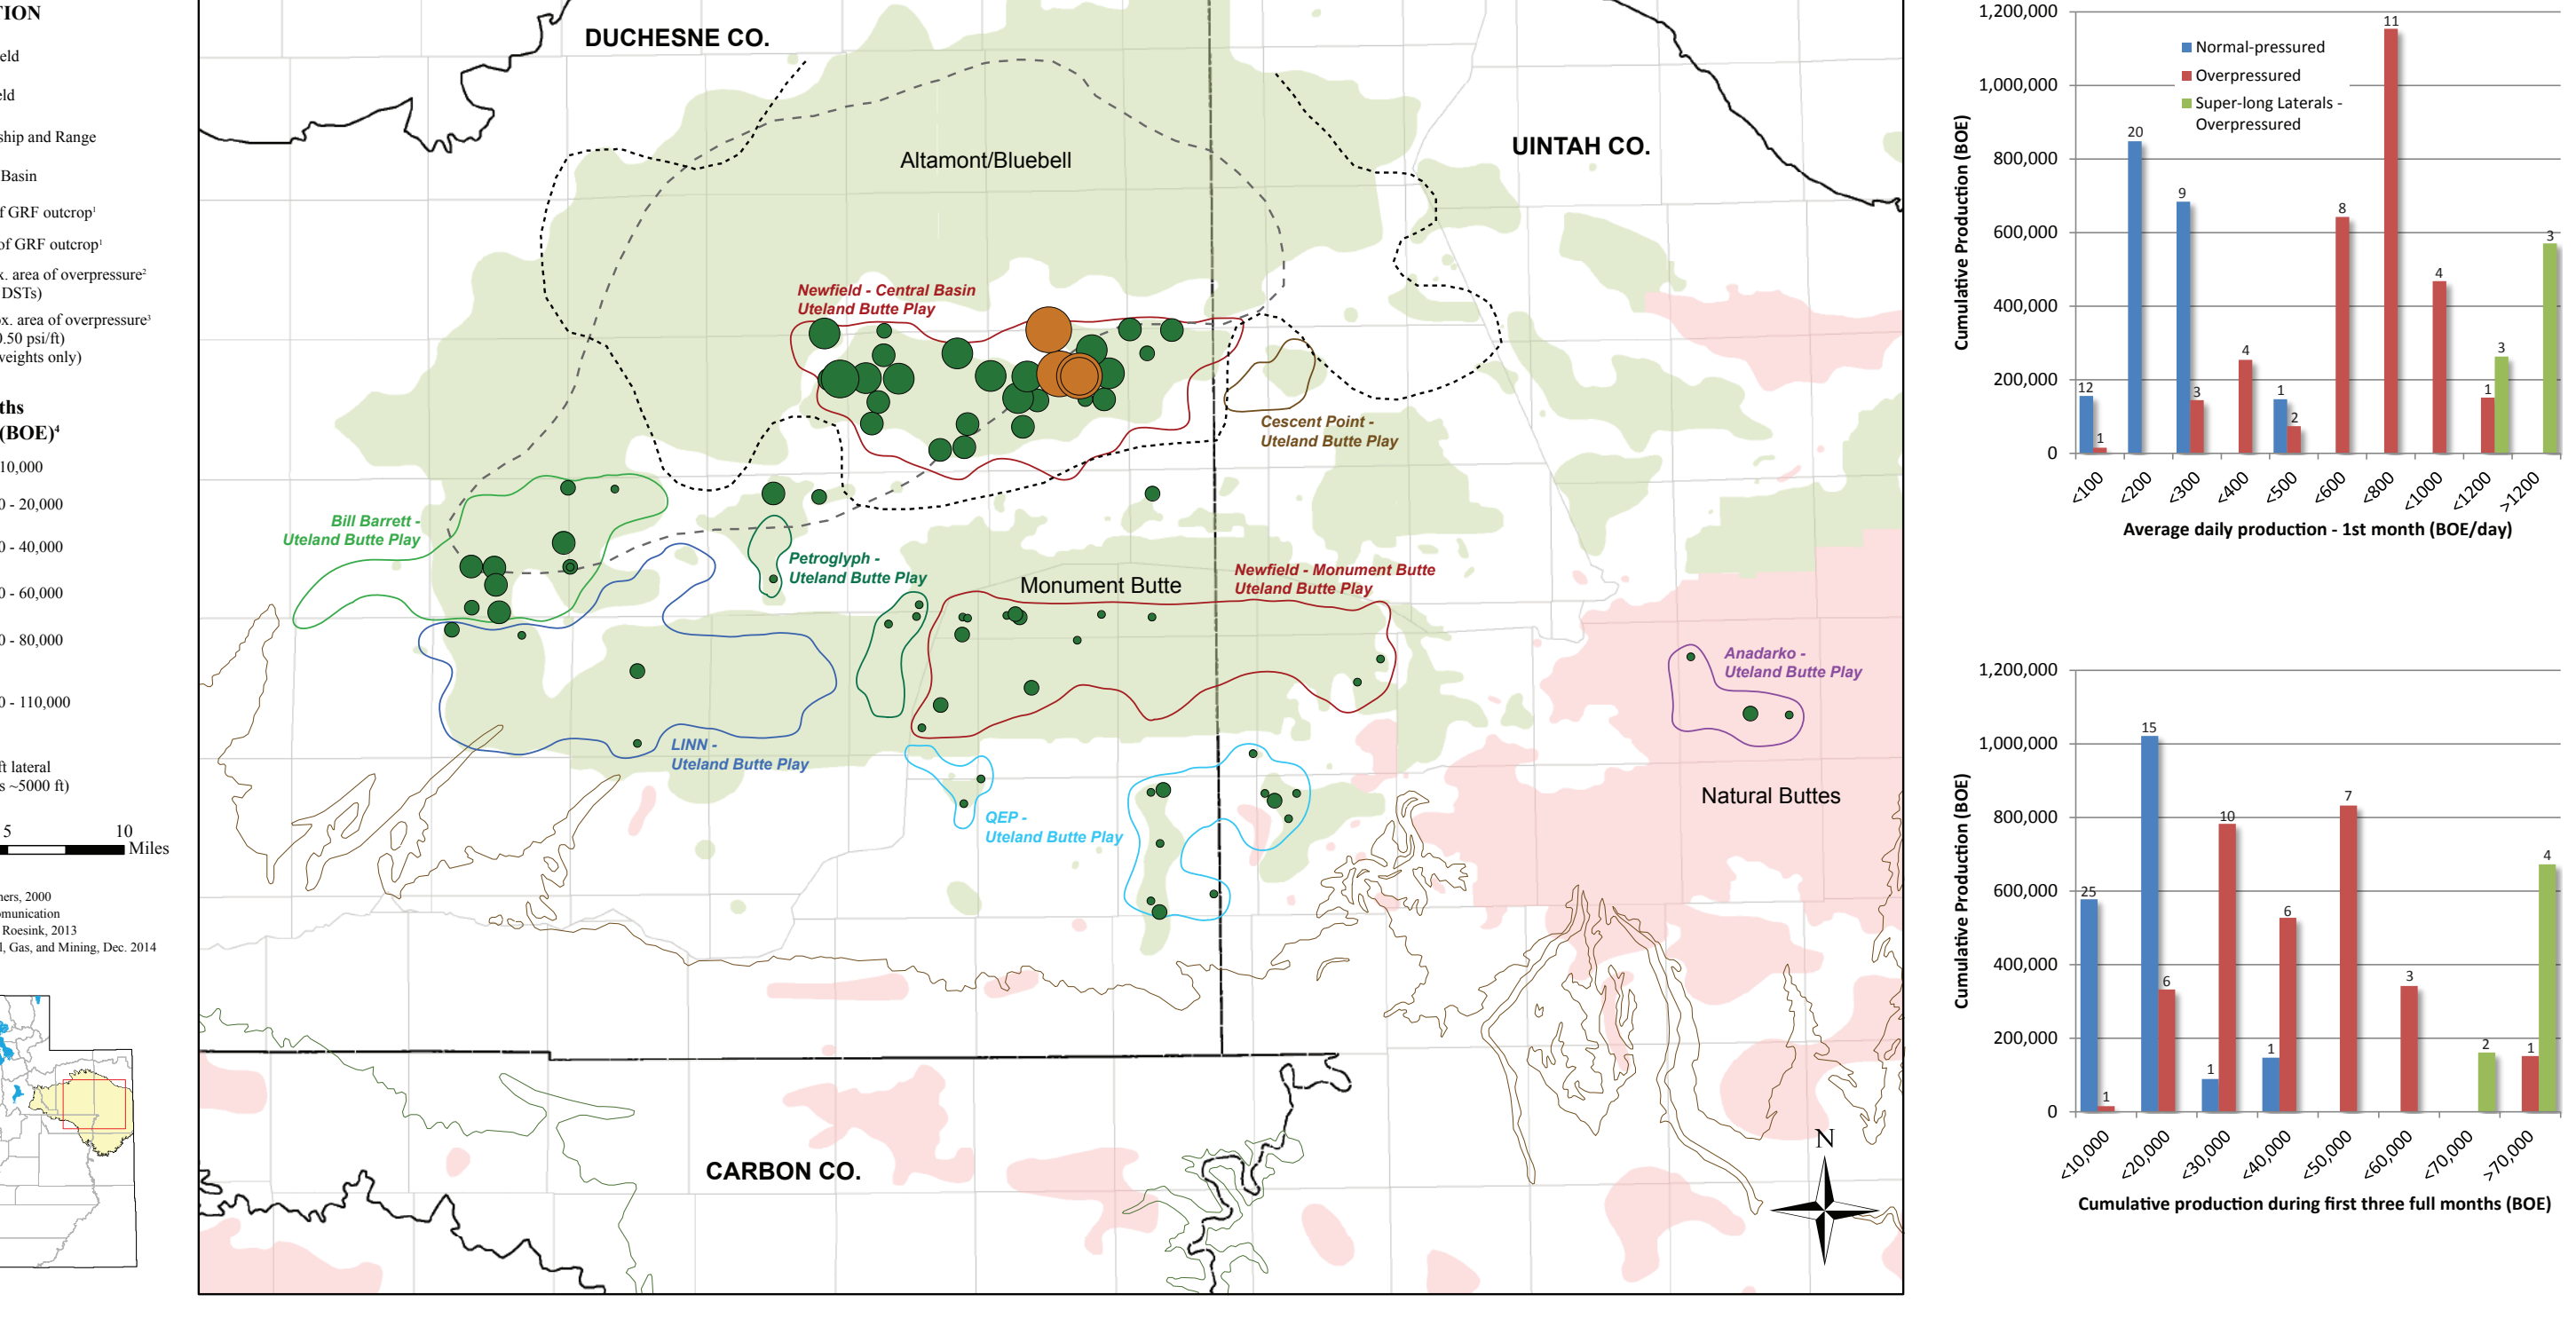 TION
eld
eld
ship and Range
Basin
f GRF outcrop¹
of GRF outcrop¹
x. area of overpressure²
DSTs)
ox. area of overpressure³
0.50 psi/ft)
weights only)
ths
(BOE)⁴
10,000
0 - 20,000
0 - 40,000
0 - 60,000
0 - 80,000
0 - 110,000
ft lateral
s ~5000 ft)
5 10
Miles
hers, 2000
omunication
Roesink, 2013
l, Gas, and Mining, Dec. 2014
DUCHESNE CO.
UINTAH CO.
Altamont/Bluebell
Newfield - Central Basin
Uteland Butte Play
Cescent Point -
Uteland Butte Play
Bill Barrett -
Uteland Butte Play
Petroglyph -
Uteland Butte Play
Monument Butte
Newfield - Monument Butte
Uteland Butte Play
Anadarko -
Uteland Butte Play
LINN -
Uteland Butte Play
QEP -
Uteland Butte Play
Natural Buttes
CARBON CO.
N
Cumulative Production (BOE)
1,200,000
1,000,000
800,000
600,000
400,000
200,000
0
Normal-pressured
Overpressured
Super-long Laterals -
Overpressured
12 1 20 9 3 4 1 2 8 11 4 1 3 3
<100 <200 <300 <400 <500 <600 <800 <1000 <1200 >1200
Average daily production - 1st month (BOE/day)
Cumulative Production (BOE)
1,200,000
1,000,000
800,000
600,000
400,000
200,000
0
25 1 15 6 1 10 1 6 7 3 2 1 4
<10,000 <20,000 <30,000 <40,000 <50,000 <60,000 <70,000 >70,000
Cumulative production during first three full months (BOE)